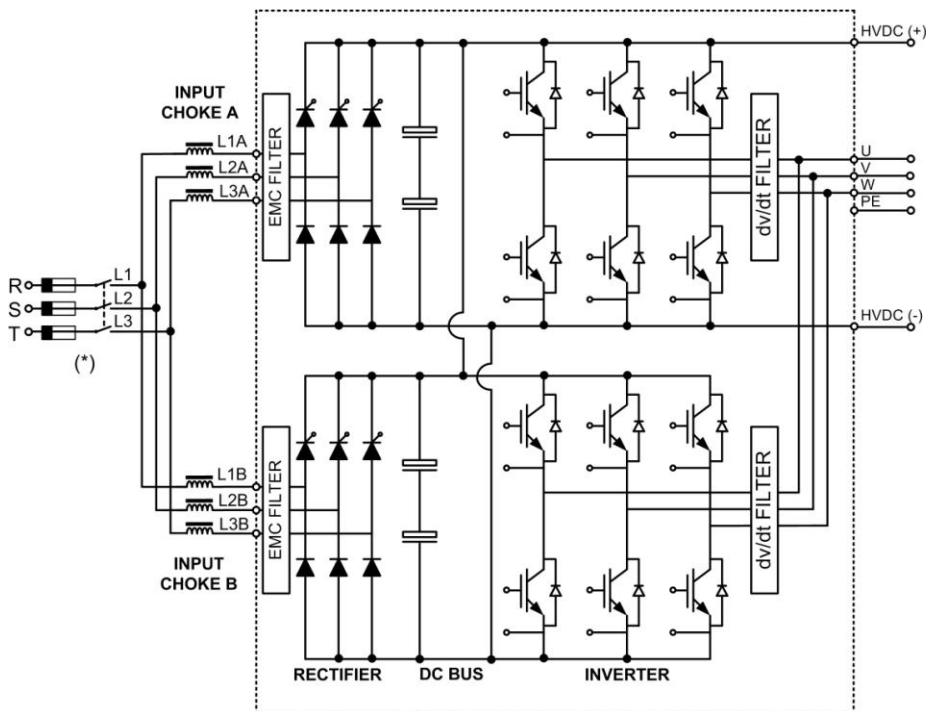 HVDC (+)
INPUT
CHOKE A
L1A
L2A
L3A
EMC FILTER
dv/dt FILTER
U
V
W
PE
R
S
T
L1
L2
L3
(*)
HVDC (-)
L1B
L2B
L3B
EMC FILTER
dv/dt FILTER
INPUT
CHOKE B
RECTIFIER
DC BUS
INVERTER